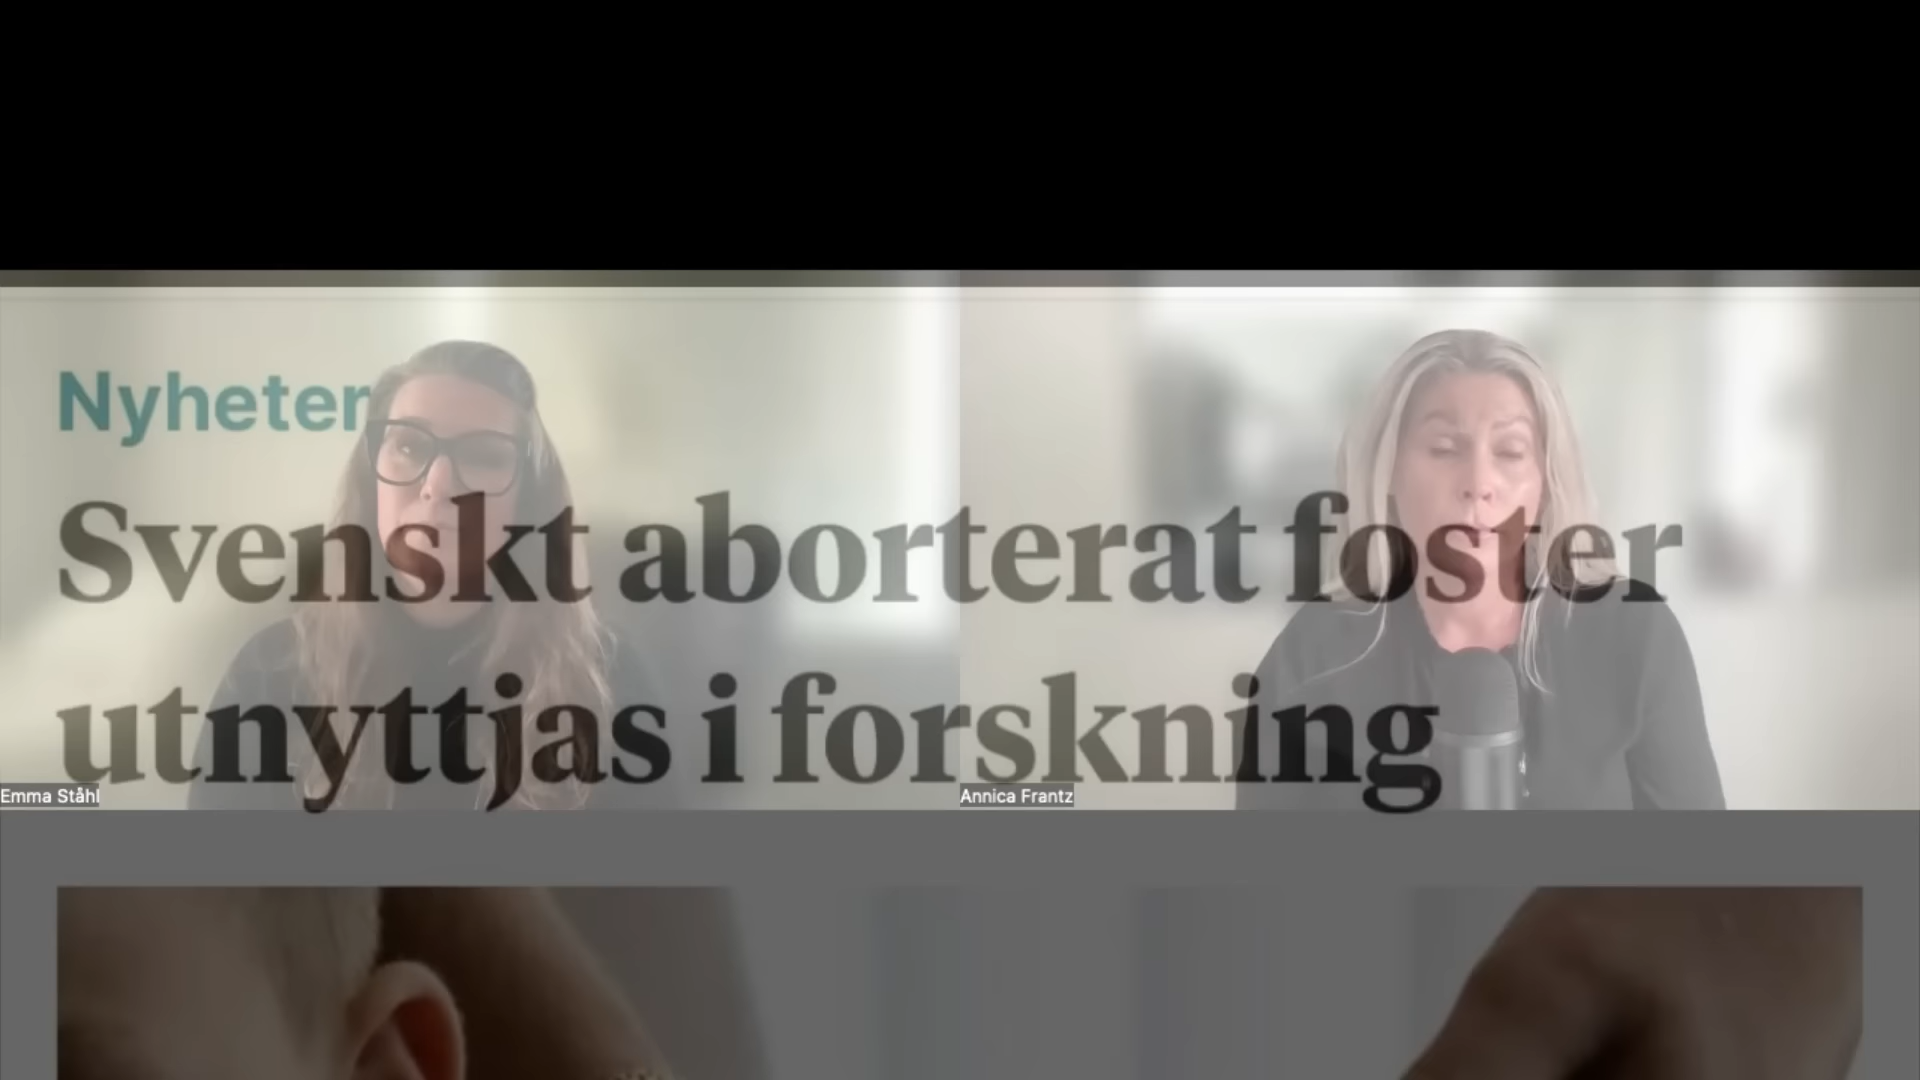 Nyheter
Svenskt aborterat foster
utnyttjas i forskning
Emma Ståhl
Annica Frantz